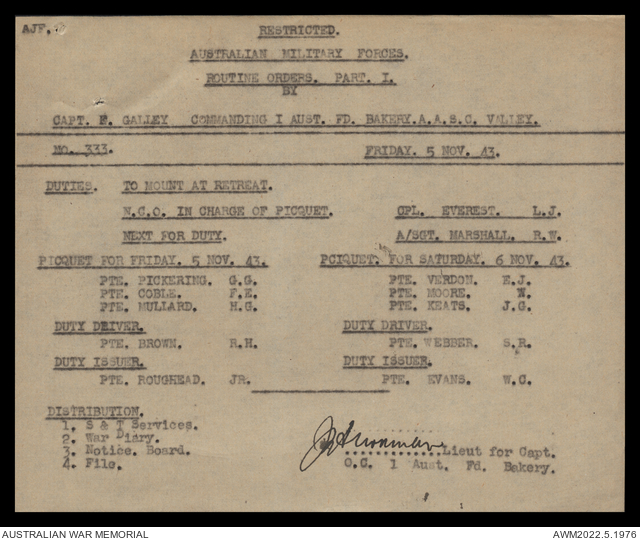 AJF.
RESTRICTED.
AUSTRALIAN MILITARY FORCES.
ROUTINE ORDERS. PART. I.
BY
CAPT. E. GALLEY COMMANDING I AUST. FD. BAKERY.A.A.S.C. VALLEY.
NO. 333. FRIDAY. 5 NOV. 43.
DUTIES. TO MOUNT AT RETREAT.
N.C.O. IN CHARGE OF PICQUET. CPL. EVEREST. L.J.
NEXT FOR DUTY. A/SGT. MARSHALL. R.W.
PICQUET FOR FRIDAY. 5 NOV. 43. PCIQUET. FOR SATURDAY. 6 NOV. 43.
PTE. PICKERING. G.G. PTE. VERDON. E.J.
PTE. COBLE. F.E. PTE. MOORE. W.
PTE. MULLARD. H.G. PTE. KEATS. J.G.
DUTY DRIVER. DUTY DRIVER.
PTE. BROWN. R.H. PTE. WEBBER. S.R.
DUTY ISSUER. DUTY ISSUER.
PTE. ROUGHEAD. JR. PTE. EVANS. W.C.
DISTRIBUTION.
1. S & T Services.
2. War Diary.
3. Notice. Board.
4. File.
Lieut for Capt.
O.C. 1 Aust. Fd. Bakery.
AUSTRALIAN WAR MEMORIAL AWM2022.5.1976